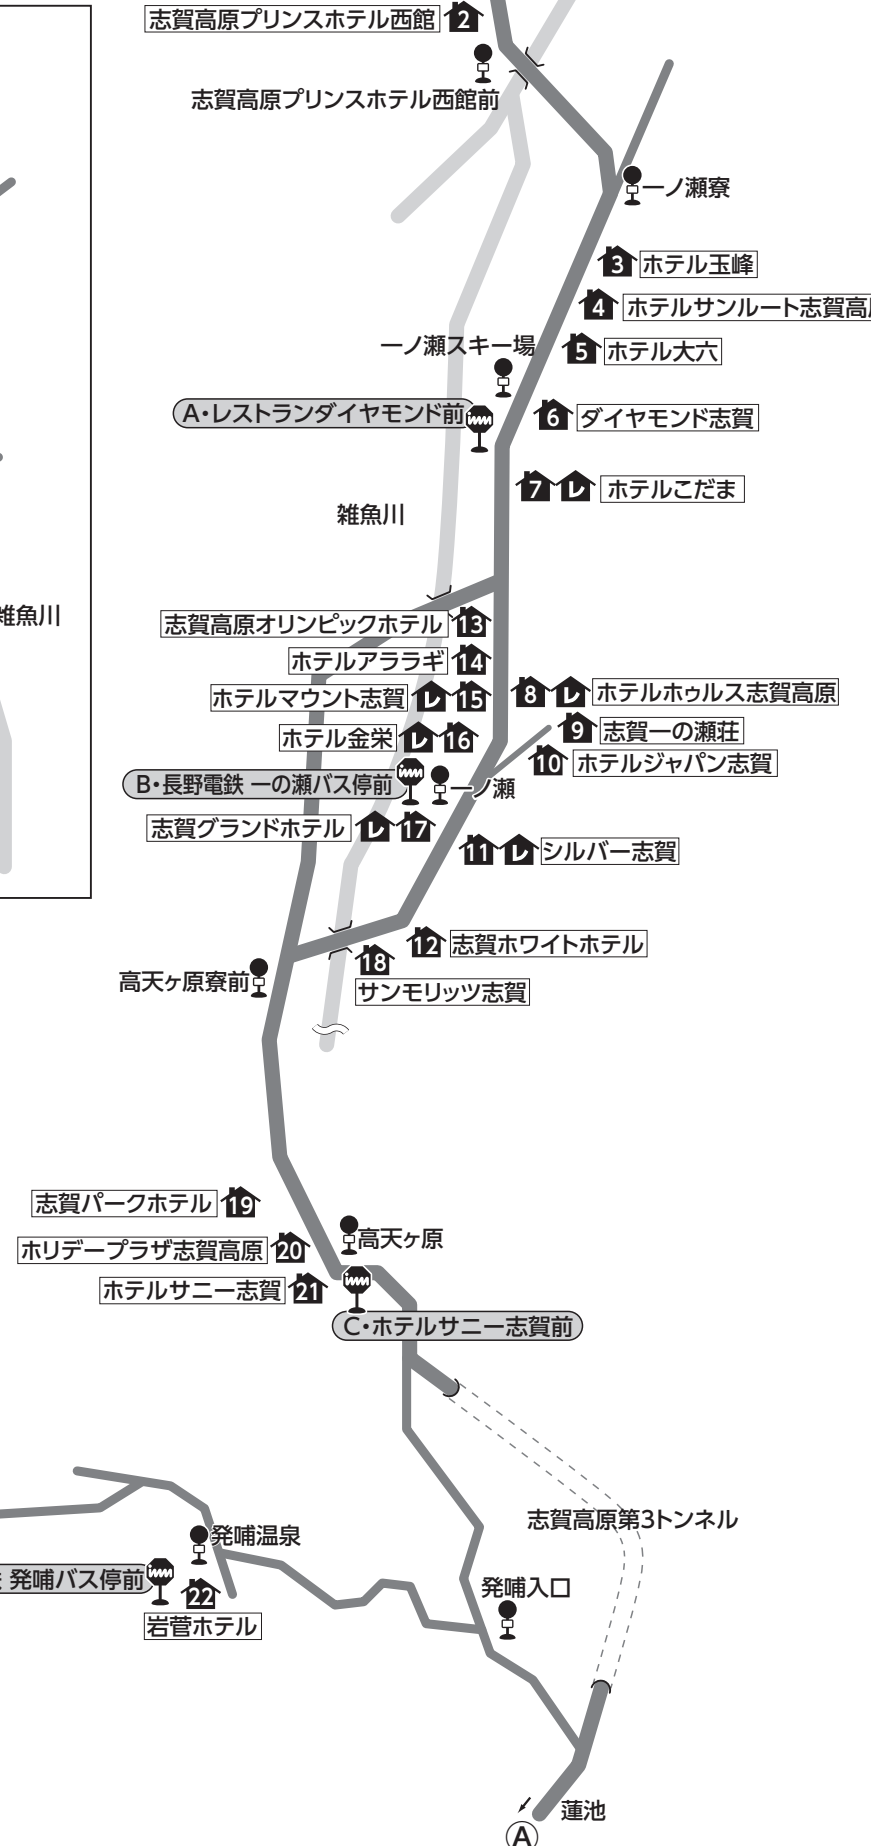 志賀高原プリンスホテル西館 2
志賀高原プリンスホテル西館前
一ノ瀬寮
3 ホテル玉峰
4 ホテルサンルート志賀高
一ノ瀬スキー場
5 ホテル大六
A・レストランダイヤモンド前
6 ダイヤモンド志賀
7 レ ホテルこだま
雑魚川
雑魚川
志賀高原オリンピックホテル 13
ホテルアララギ 14
ホテルマウント志賀 レ 15
8 レ ホテルホゥルス志賀高原
ホテル金栄 レ 16
9 志賀一の瀬荘
10 ホテルジャパン志賀
B・長野電鉄 一の瀬バス停前
一ノ瀬
志賀グランドホテル レ 17
11 レ シルバー志賀
12 志賀ホワイトホテル
18
サンモリッツ志賀
高天ヶ原寮前
志賀パークホテル 19
高天ヶ原
ホリデープラザ志賀高原 20
ホテルサニー志賀 21
C・ホテルサニー志賀前
志賀高原第3トンネル
発哺温泉
発哺バス停前
22
岩菅ホテル
発哺入口
蓮池
A